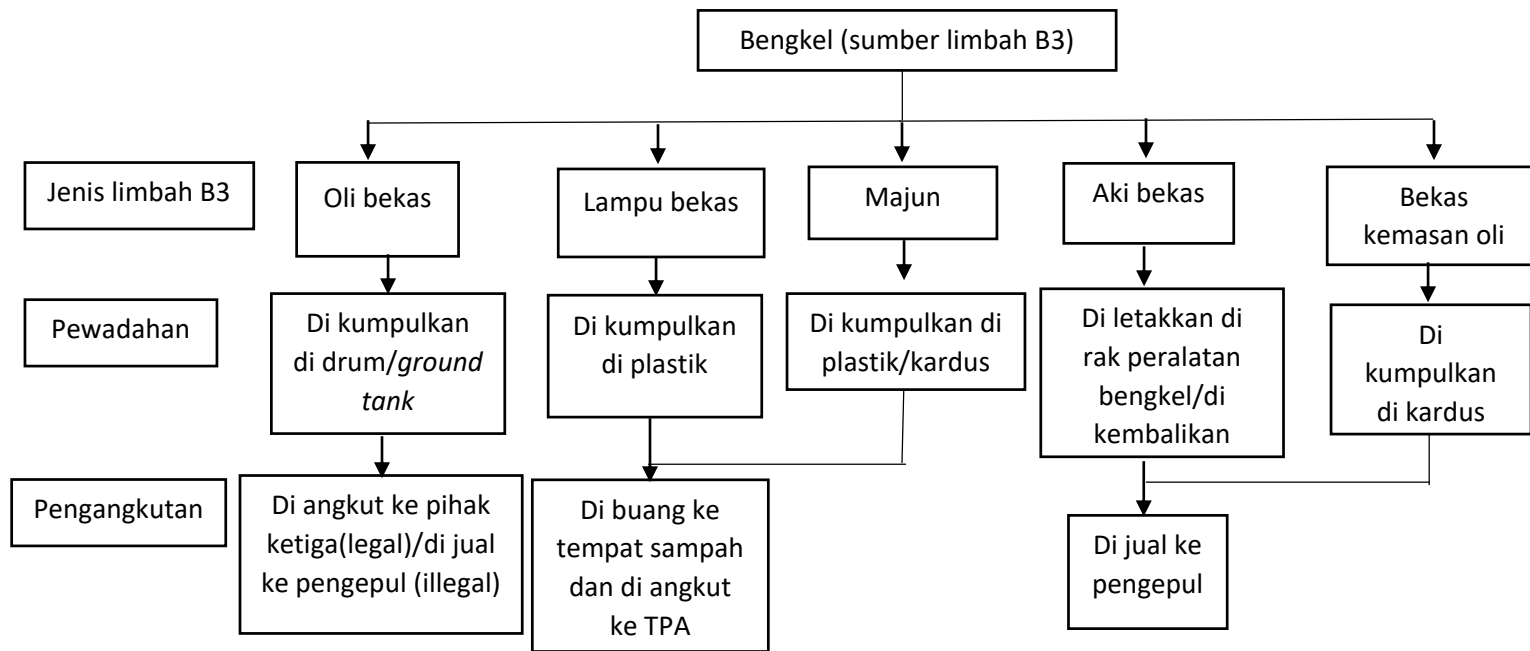 Bengkel (sumber limbah B3)
Jenis limbah B3
Oli bekas
Lampu bekas
Majun
Aki bekas
Bekas
kemasan oli
Pewadahan
Di kumpulkan
di drum/ground
tank
Di kumpulkan
di plastik
Di kumpulkan di
plastik/kardus
Di letakkan di
rak peralatan
bengkel/di
kembalikan
Di
kumpulkan
di kardus
Pengangkutan
Di angkut ke pihak
ketiga(legal)/di jual
ke pengepul (illegal)
Di buang ke
tempat sampah
dan di angkut
ke TPA
Di jual ke
pengepul